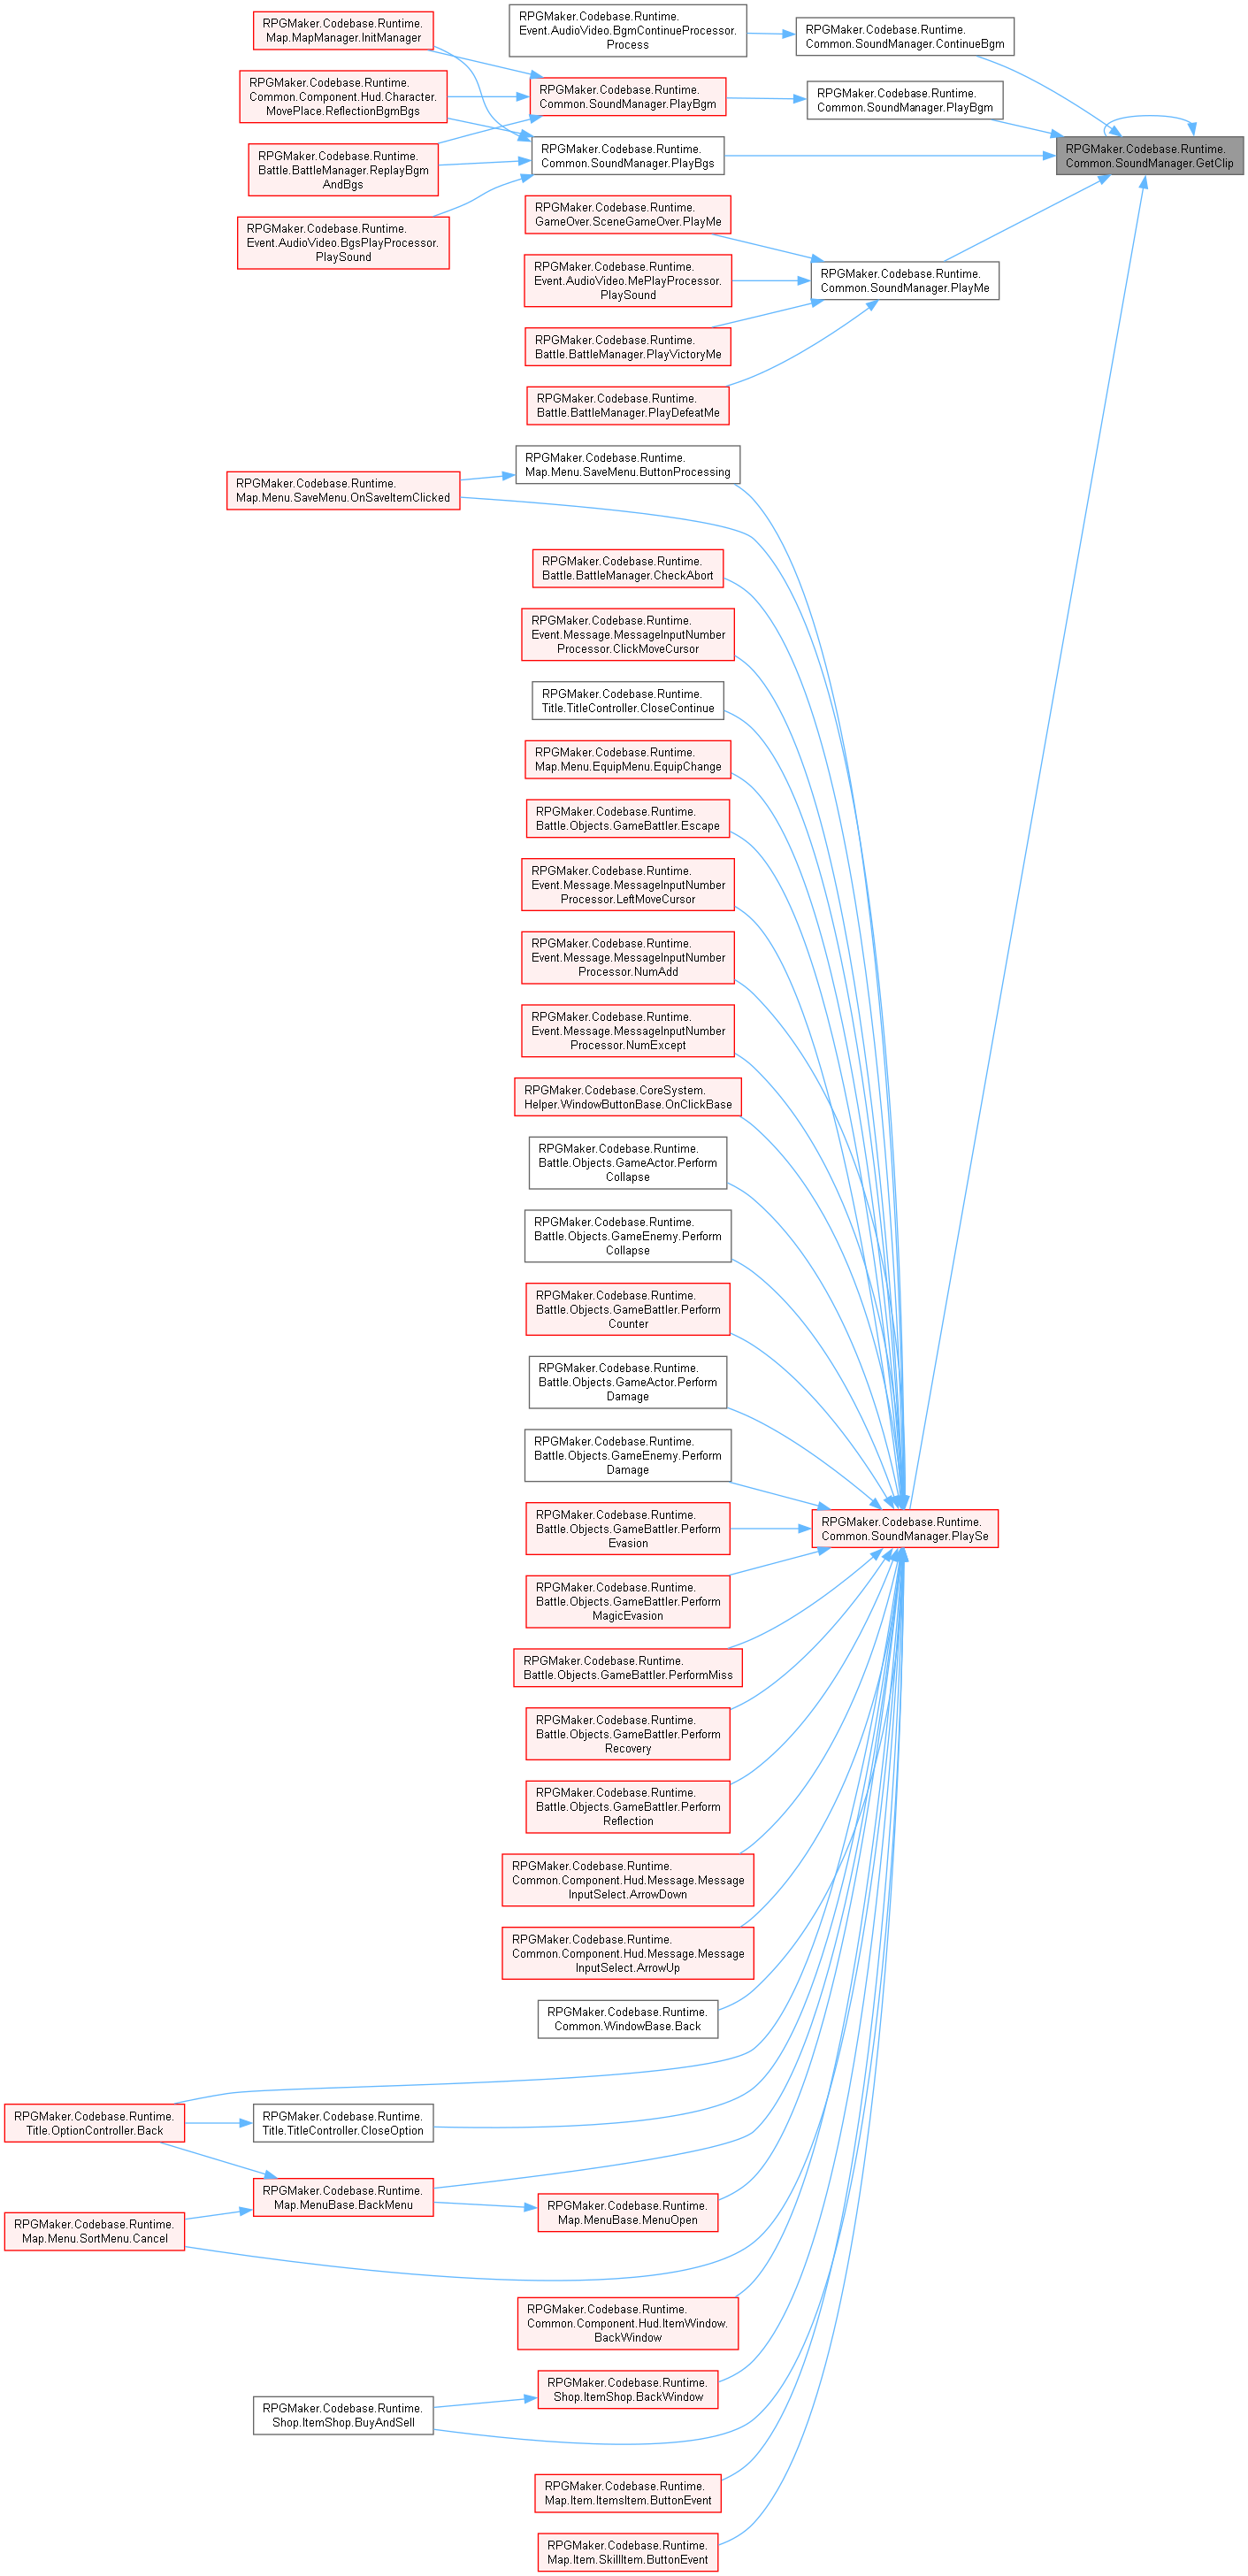 RPGMaker.Codebase.Runtime.
Map.MapManager.InitManager
RPGMaker.Codebase.Runtime.
Event.AudioVideo.BgmContinueProcessor.
Process
RPGMaker.Codebase.Runtime.
Common.SoundManager.ContinueBgm
RPGMaker.Codebase.Runtime.
Common.Component.Hud.Character.
MovePlace.ReflectionBgmBgs
RPGMaker.Codebase.Runtime.
Common.SoundManager.PlayBgm
RPGMaker.Codebase.Runtime.
Common.SoundManager.PlayBgm
RPGMaker.Codebase.Runtime.
Battle.BattleManager.ReplayBgm
AndBgs
RPGMaker.Codebase.Runtime.
Common.SoundManager.PlayBgs
RPGMaker.Codebase.Runtime.
Common.SoundManager.GetClip
RPGMaker.Codebase.Runtime.
Event.AudioVideo.BgsPlayProcessor.
PlaySound
RPGMaker.Codebase.Runtime.
GameOver.SceneGameOver.PlayMe
RPGMaker.Codebase.Runtime.
Event.AudioVideo.MePlayProcessor.
PlaySound
RPGMaker.Codebase.Runtime.
Common.SoundManager.PlayMe
RPGMaker.Codebase.Runtime.
Battle.BattleManager.PlayVictoryMe
RPGMaker.Codebase.Runtime.
Battle.BattleManager.PlayDefeatMe
RPGMaker.Codebase.Runtime.
Map.Menu.SaveMenu.ButtonProcessing
RPGMaker.Codebase.Runtime.
Map.Menu.SaveMenu.OnSaveItemClicked
RPGMaker.Codebase.Runtime.
Battle.BattleManager.CheckAbort
RPGMaker.Codebase.Runtime.
Event.Message.MessageInputNumber
Processor.ClickMoveCursor
RPGMaker.Codebase.Runtime.
Title.TitleController.CloseContinue
RPGMaker.Codebase.Runtime.
Map.Menu.EquipMenu.EquipChange
RPGMaker.Codebase.Runtime.
Battle.Objects.GameBattler.Escape
RPGMaker.Codebase.Runtime.
Event.Message.MessageInputNumber
Processor.LeftMoveCursor
RPGMaker.Codebase.Runtime.
Event.Message.MessageInputNumber
Processor.NumAdd
RPGMaker.Codebase.Runtime.
Event.Message.MessageInputNumber
Processor.NumExcept
RPGMaker.Codebase.CoreSystem.
Helper.WindowButtonBase.OnClickBase
RPGMaker.Codebase.Runtime.
Battle.Objects.GameActor.Perform
Collapse
RPGMaker.Codebase.Runtime.
Battle.Objects.GameEnemy.Perform
Collapse
RPGMaker.Codebase.Runtime.
Battle.Objects.GameBattler.Perform
Counter
RPGMaker.Codebase.Runtime.
Battle.Objects.GameActor.Perform
Damage
RPGMaker.Codebase.Runtime.
Battle.Objects.GameEnemy.Perform
Damage
RPGMaker.Codebase.Runtime.
Battle.Objects.GameBattler.Perform
Evasion
RPGMaker.Codebase.Runtime.
Common.SoundManager.PlaySe
RPGMaker.Codebase.Runtime.
Battle.Objects.GameBattler.Perform
MagicEvasion
RPGMaker.Codebase.Runtime.
Battle.Objects.GameBattler.PerformMiss
RPGMaker.Codebase.Runtime.
Battle.Objects.GameBattler.Perform
Recovery
RPGMaker.Codebase.Runtime.
Battle.Objects.GameBattler.Perform
Reflection
RPGMaker.Codebase.Runtime.
Common.Component.Hud.Message.Message
InputSelect.ArrowDown
RPGMaker.Codebase.Runtime.
Common.Component.Hud.Message.Message
InputSelect.ArrowUp
RPGMaker.Codebase.Runtime.
Common.WindowBase.Back
RPGMaker.Codebase.Runtime.
Title.OptionController.Back
RPGMaker.Codebase.Runtime.
Title.TitleController.CloseOption
RPGMaker.Codebase.Runtime.
Map.MenuBase.BackMenu
RPGMaker.Codebase.Runtime.
Map.MenuBase.MenuOpen
RPGMaker.Codebase.Runtime.
Map.Menu.SortMenu.Cancel
RPGMaker.Codebase.Runtime.
Common.Component.Hud.ItemWindow.
BackWindow
RPGMaker.Codebase.Runtime.
Shop.ItemShop.BackWindow
RPGMaker.Codebase.Runtime.
Shop.ItemShop.BuyAndSell
RPGMaker.Codebase.Runtime.
Map.Item.ItemsItem.ButtonEvent
RPGMaker.Codebase.Runtime.
Map.Item.SkillItem.ButtonEvent